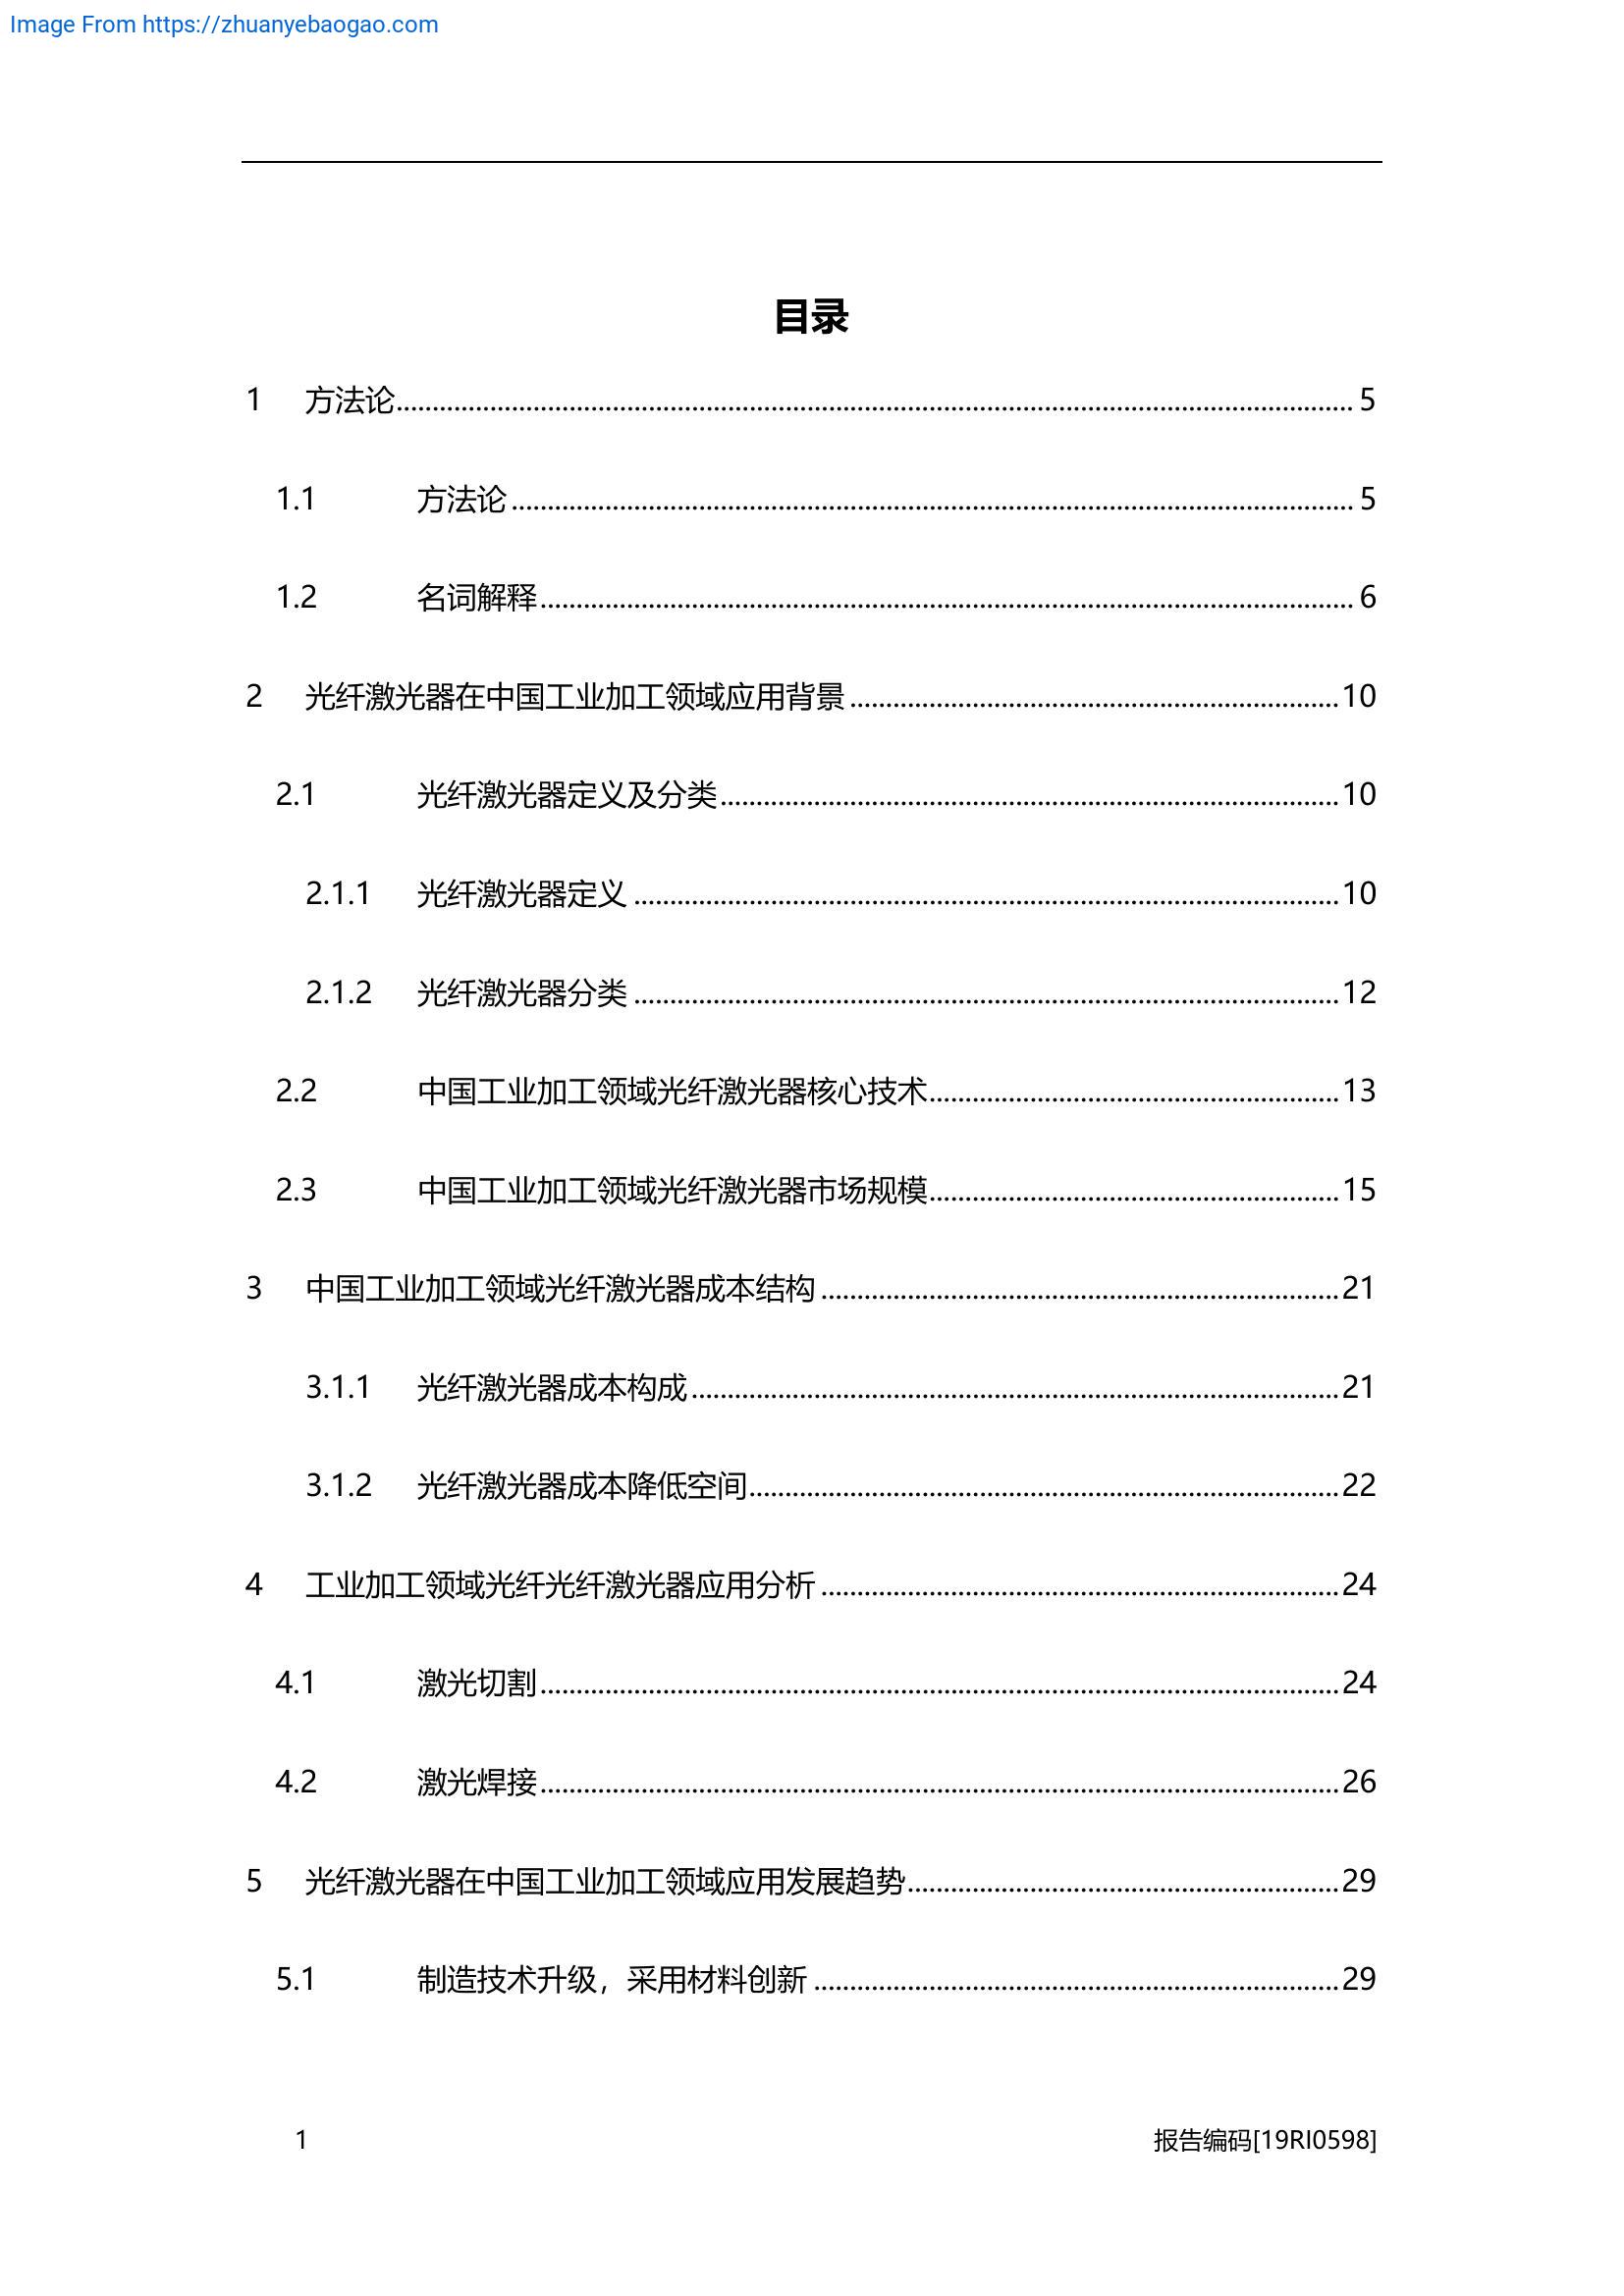 Image From https://zhuanyebaogao.com
目录
1 方法论 5
1.1 方法论 5
1.2 名词解释 6
2 光纤激光器在中国工业加工领域应用背景 10
2.1 光纤激光器定义及分类 10
2.1.1 光纤激光器定义 10
2.1.2 光纤激光器分类 12
2.2 中国工业加工领域光纤激光器核心技术 13
2.3 中国工业加工领域光纤激光器市场规模 15
3 中国工业加工领域光纤激光器成本结构 21
3.1.1 光纤激光器成本构成 21
3.1.2 光纤激光器成本降低空间 22
4 工业加工领域光纤光纤激光器应用分析 24
4.1 激光切割 24
4.2 激光焊接 26
5 光纤激光器在中国工业加工领域应用发展趋势 29
5.1 制造技术升级，采用材料创新 29
1 报告编码[19RI0598]